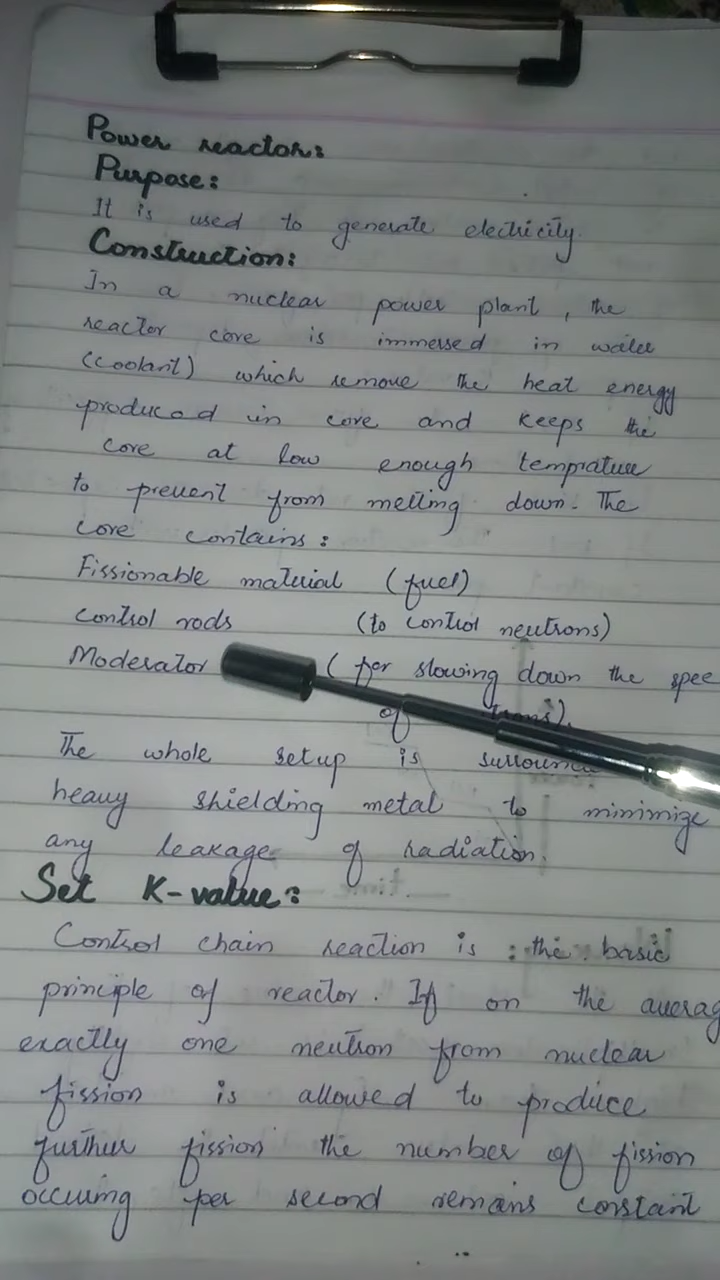 Power reactor:
Purpose:
It is used to generate electricity.
Construction:
In a nuclear power plant, the
reactor core is immersed in water
(coolant) which remove the heat energy
produced in core and keeps the
core at low enough temprature
to prevent from melting down. The
core contains:
Fissionable material (fuel)
Control rods (to control neutrons)
Moderator (for slowing down the spee
of
The whole setup is
heavy shielding metal to minimize
any leakage of radiation.
Set K-value:
Control chain reaction is : the basic
principle of reactor. If on the averag
exactly one neutron from nuclear
fission is allowed to produce
further fission the number of fission
occuring per second remains constant